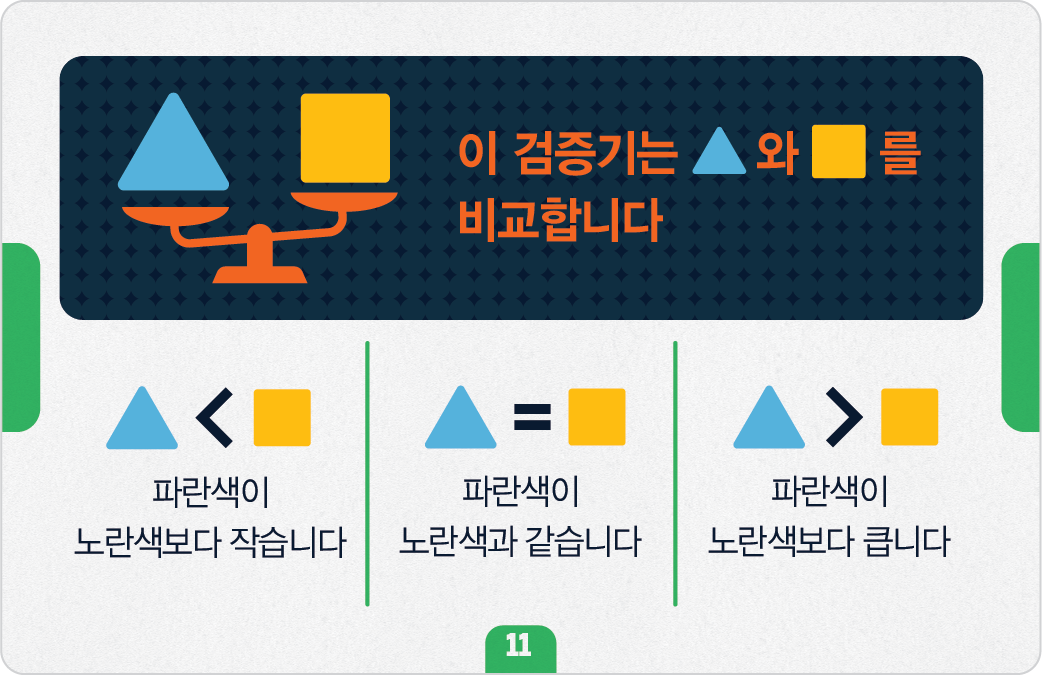 이 검증기는 와 를
비교합니다
<
파란색이
노란색보다 작습니다
=
파란색이
노란색과 같습니다
>
파란색이
노란색보다 큽니다
11